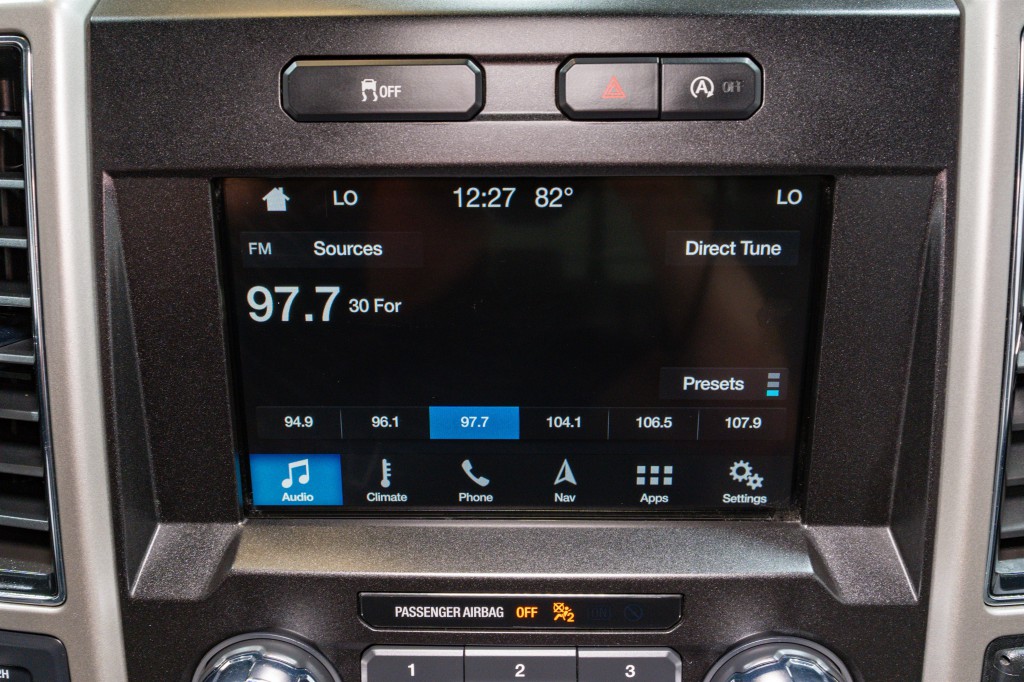 OFF
A OFF
LO 12:27 82° LO
FM Sources Direct Tune
97.7 30 For
Presets
94.9 96.1 97.7 104.1 106.5 107.9
Audio Climate Phone Nav Apps Settings
PASSENGER AIRBAG OFF 2 ON
1 2 3